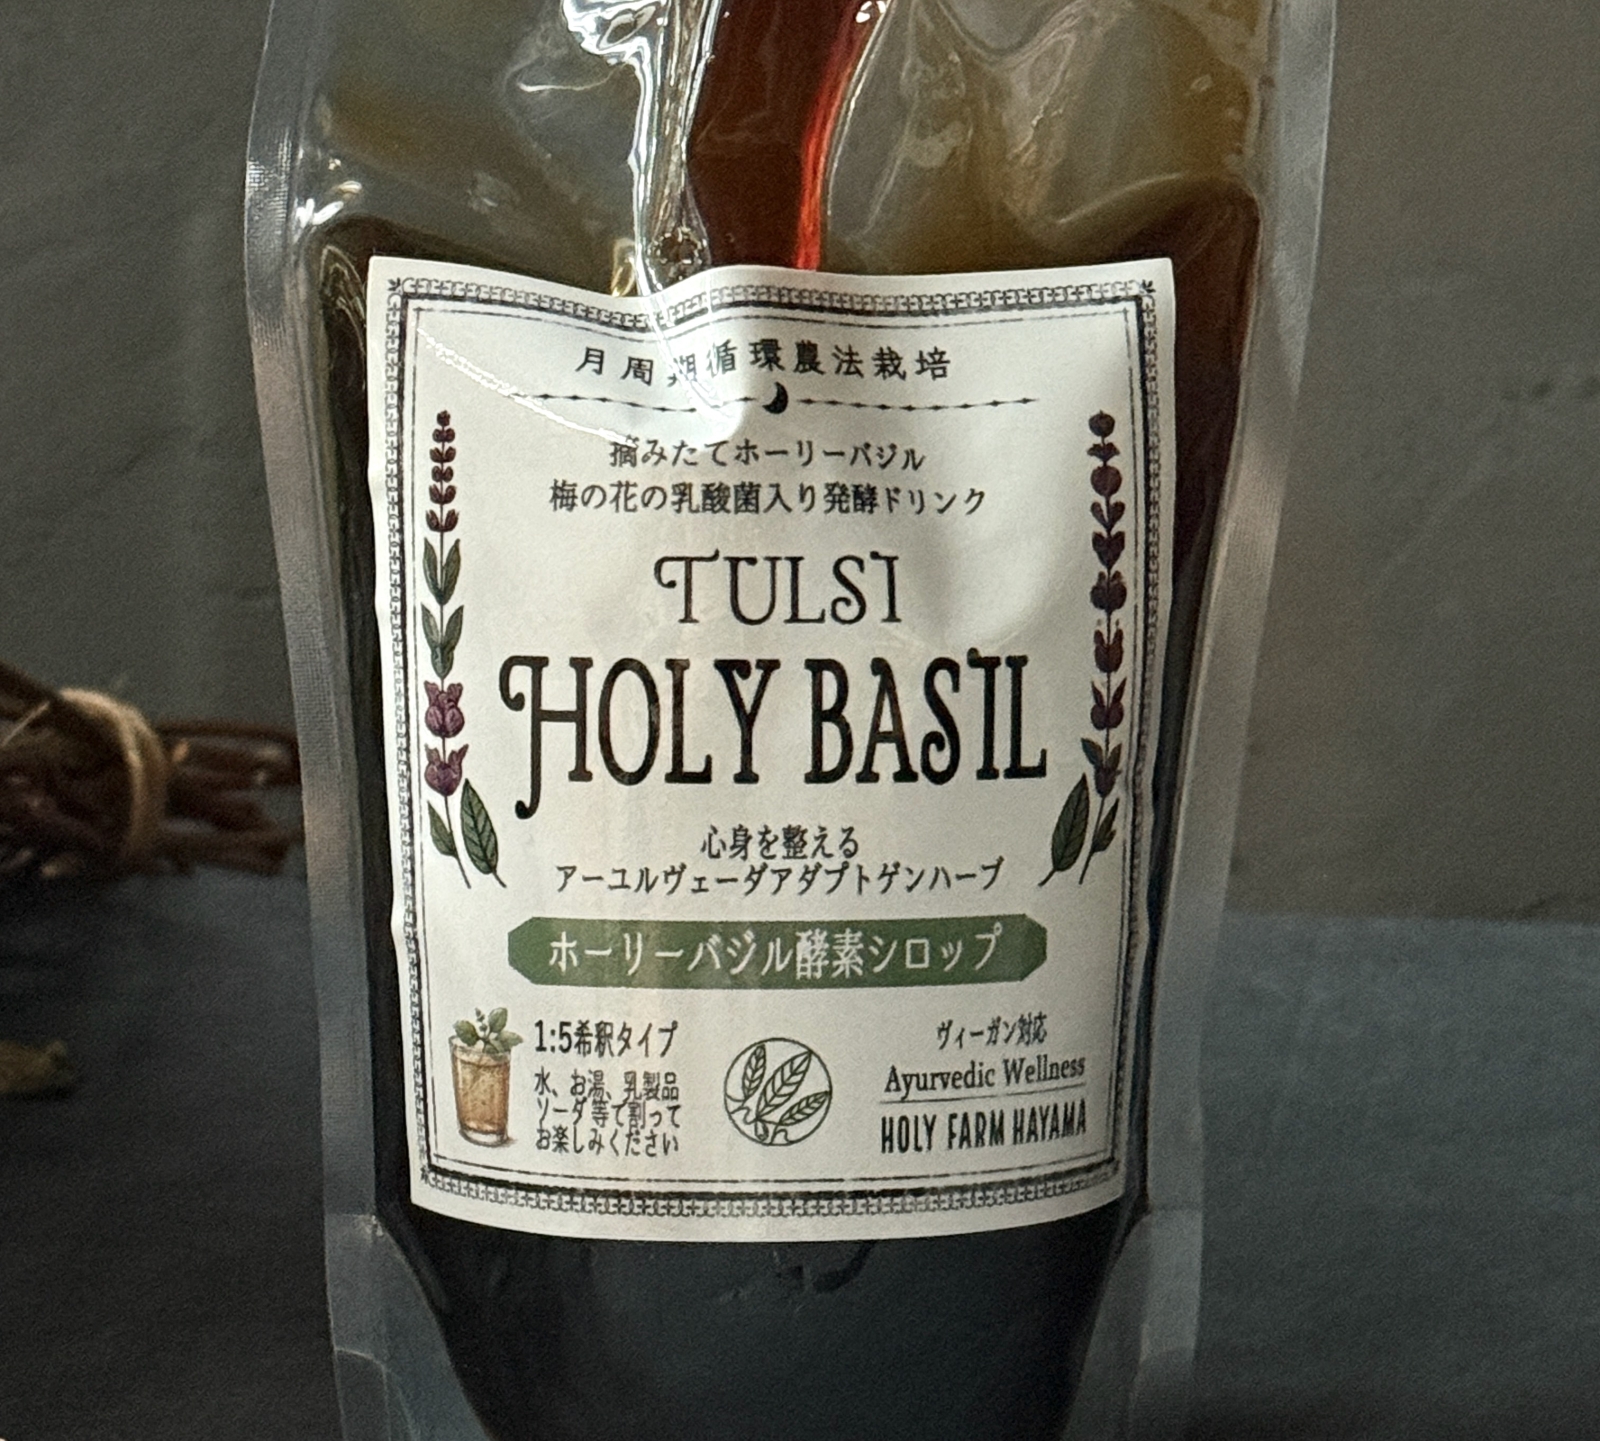 月周期循環農法栽培
摘みたてホーリーバジル
梅の花の乳酸菌入り発酵ドリンク
TULSI
HOLY BASIL
心身を整える
アーユルヴェーダアダプトゲンハーブ
ホーリーバジル酵素シロップ
1:5希釈タイプ
水、お湯、乳製品
ソーダ等で割って
お楽しみください
ヴィーガン対応
Ayurvedic Wellness
HOLY FARM HAYAMA